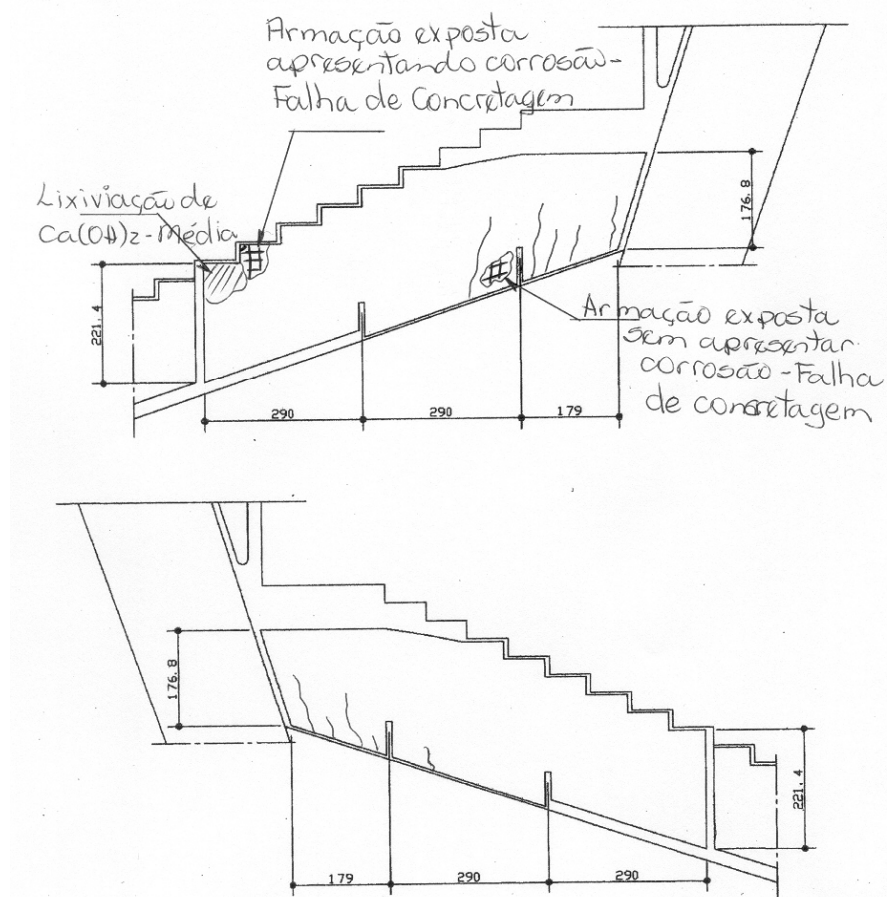 Armação exposta
apresentando corrosão-
Falha de Concretagem
Lixiviação de
Ca(OH)2-Média
176.8
221.4
Armação exposta
sem apresentar
corrosão-Falha
de concretagem
290
290
179
176.8
221.4
179
290
290